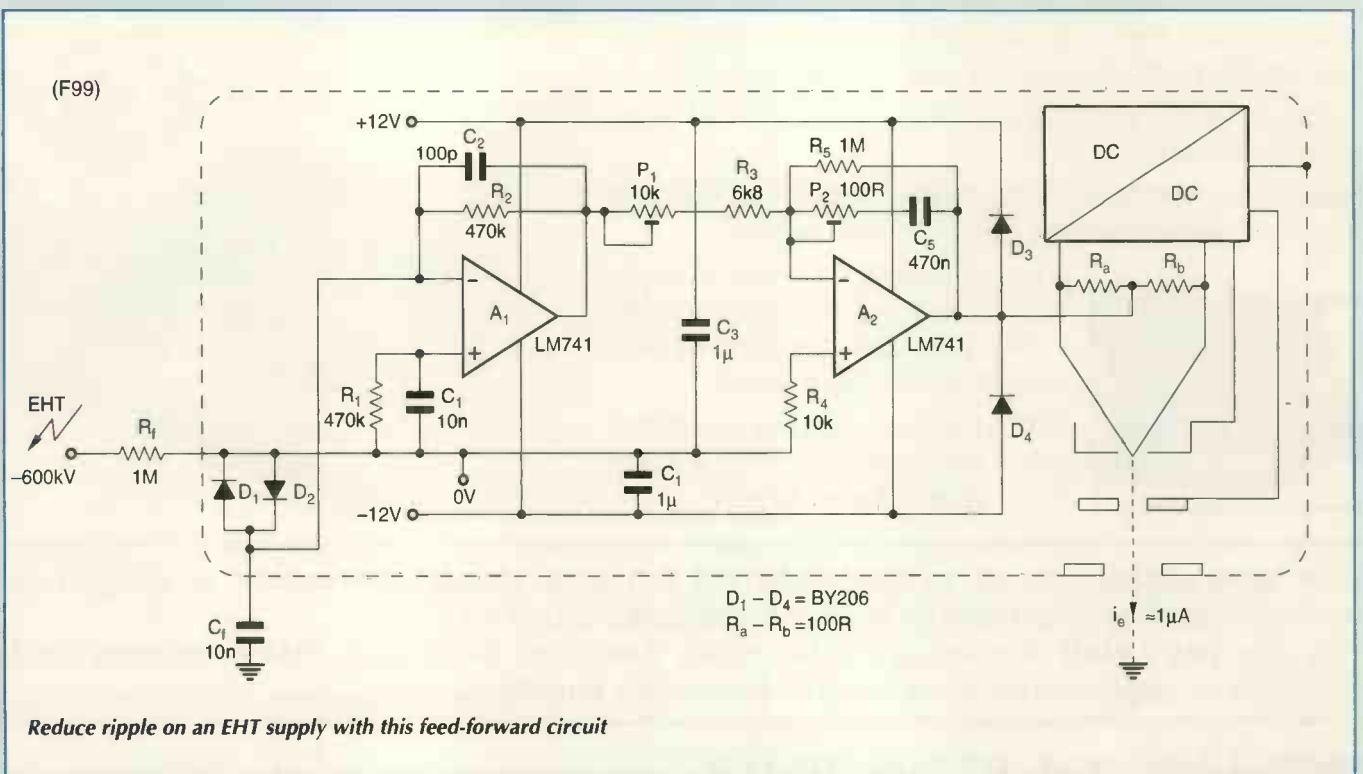 (F99)
+12V
C2
100p
R2
470k
P1
10k
R3
6k8
R5 1M
P2 100R
C5
470n
D3
DC
DC
Ra
Rb
-
A1
+
LM741
C3
1µ
-
A2
+
LM741
R1
470k
C1
10n
R4
10k
D4
EHT
Rf
-600kV
1M
D1
D2
0V
C1
1µ
-12V
D1 – D4 = BY206
Ra – Rb =100R
Cf
10n
ie ≈1µA
Reduce ripple on an EHT supply with this feed-forward circuit